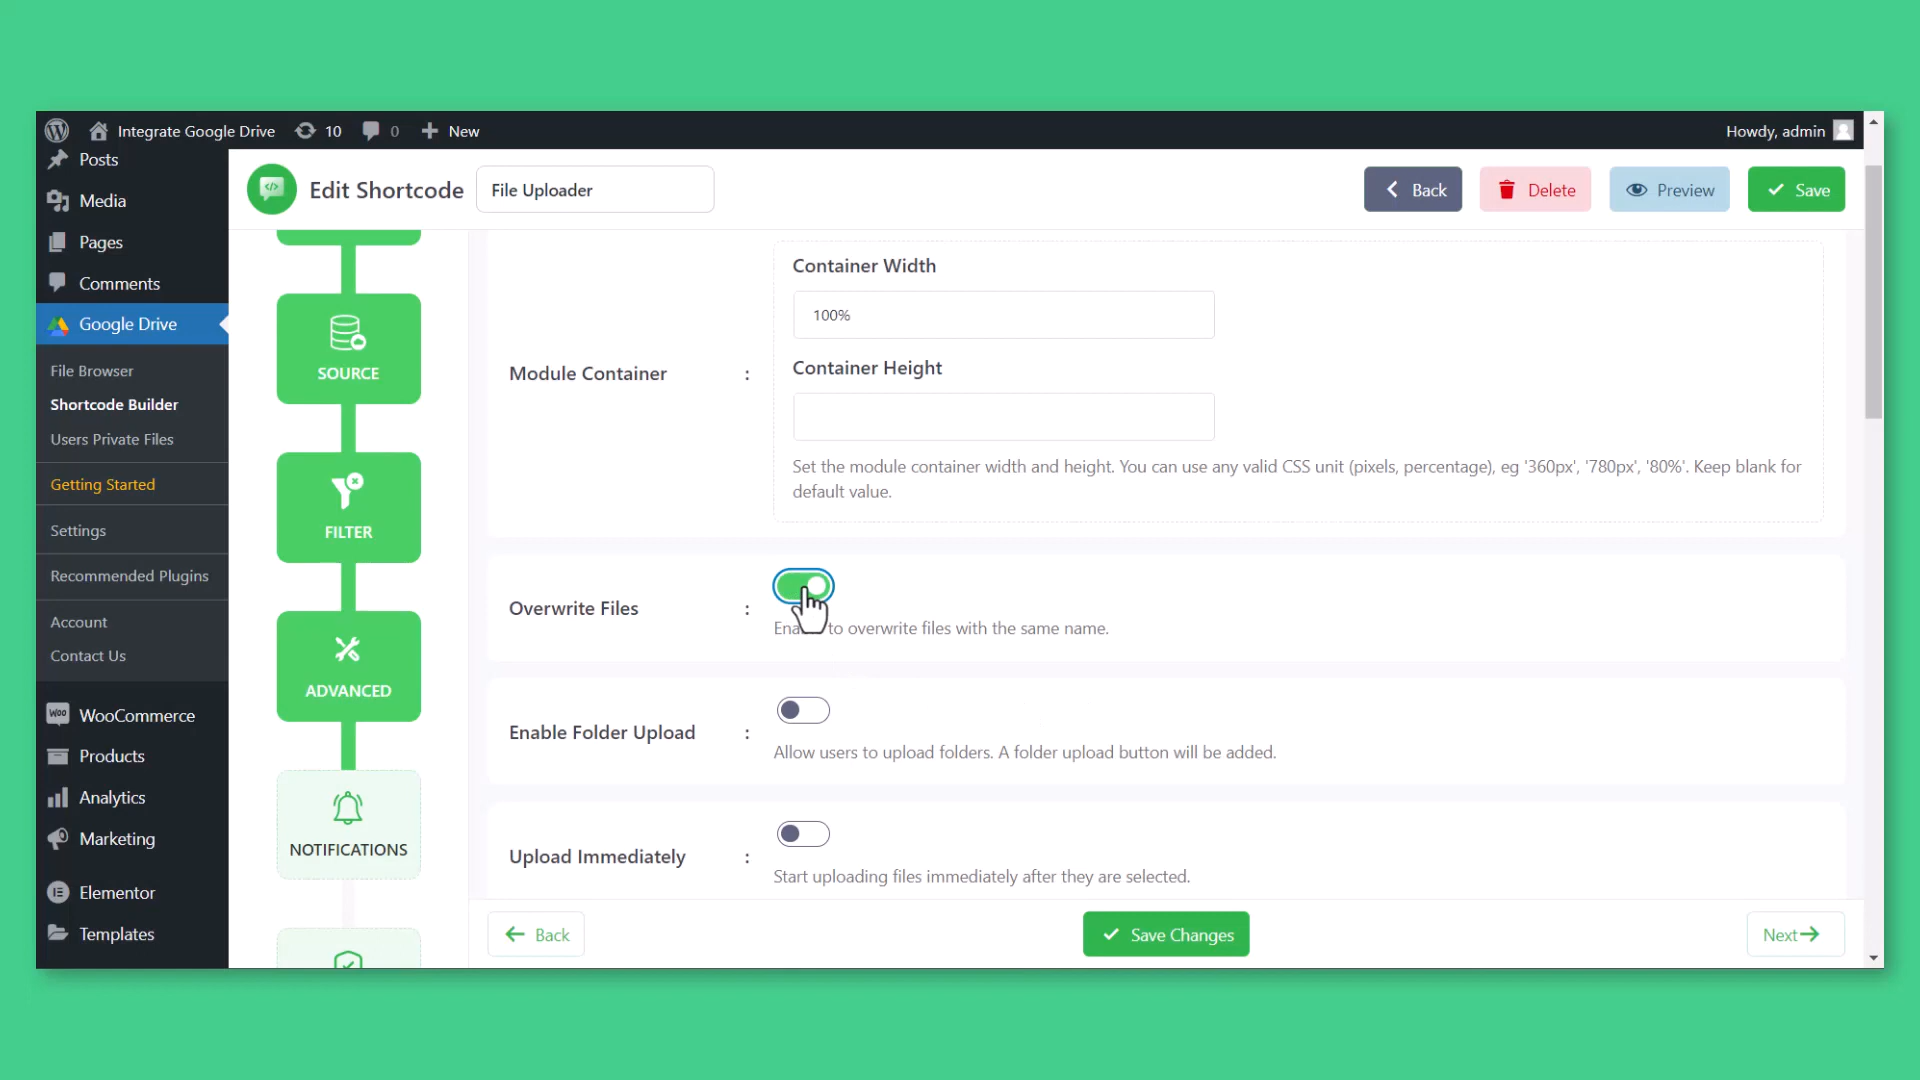 Integrate Google Drive
10
0
New
Howdy, admin
Posts
Media
Pages
Comments
Google Drive
File Browser
Shortcode Builder
Users Private Files
Getting Started
Settings
Recommended Plugins
Account
Contact Us
Woo WooCommerce
Products
Analytics
Marketing
Elementor
Templates
</> Edit Shortcode
File Uploader
Back
Delete
Preview
Save
SOURCE
FILTER
ADVANCED
NOTIFICATIONS
Module Container :
Container Width
100%
Container Height
Set the module container width and height. You can use any valid CSS unit (pixels, percentage), eg '360px', '780px', '80%'. Keep blank for
default value.
Overwrite Files :
to overwrite files with the same name.
Enable Folder Upload :
Allow users to upload folders. A folder upload button will be added.
Upload Immediately :
Start uploading files immediately after they are selected.
Back
Save Changes
Next